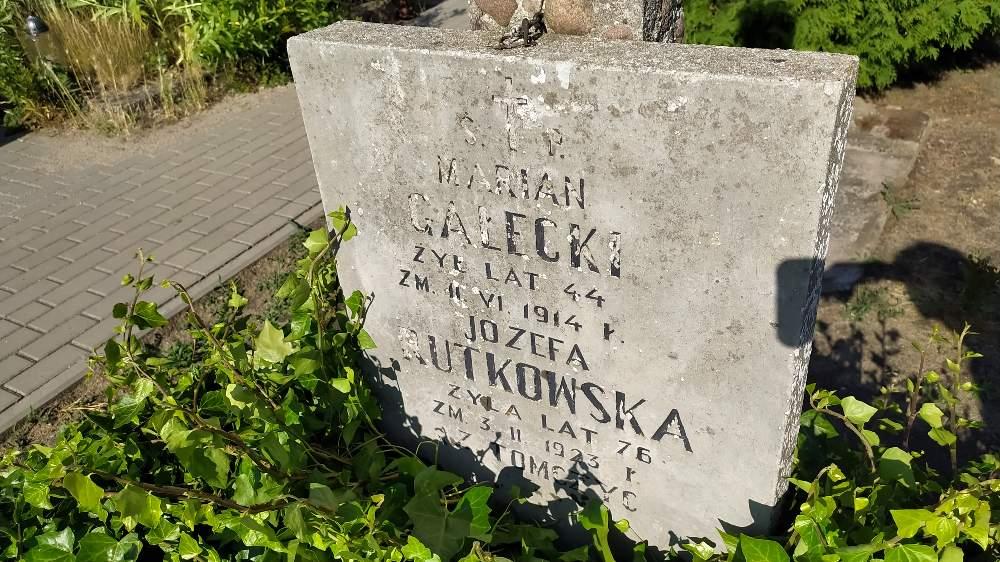 S. P.
MARIAN
GAŁECKI
ŻYŁ LAT 44
ZM. 11 VI. 1914 r.
JÓZEFA
RUTKOWSKA
ŻYŁA LAT 76.
ZM. 3. II. 1923 r